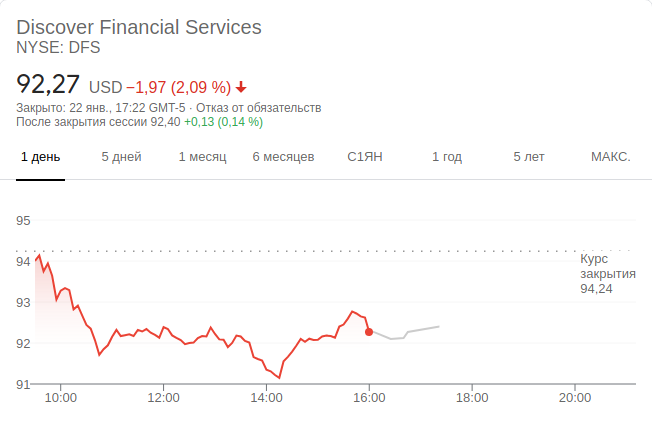 Discover Financial Services
NYSE: DFS
92,27 USD −1,97 (2,09 %)
Закрыто: 22 янв., 17:22 GMT-5 · Отказ от обязательств
После закрытия сессии 92,40 +0,13 (0,14 %)
1 день 5 дней 1 месяц 6 месяцев С1ЯН 1 год 5 лет МАКС.
95
94
93
92
91
Курс
закрытия
94,24
10:00 12:00 14:00 16:00 18:00 20:00